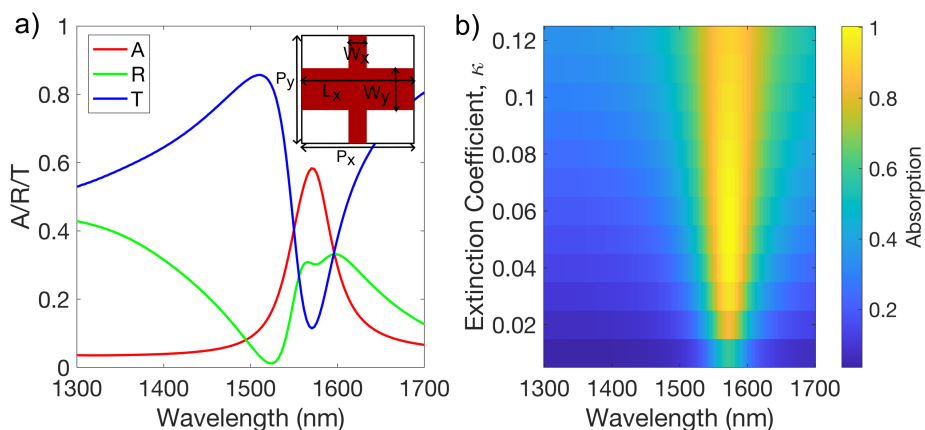 a)
1
0.8
0.6
0.4
0.2
0
A/R/T
A
R
T
Wx
Py
Lx
Wy
Px
1300
1400
1500
1600
1700
Wavelength (nm)
b)
0.12
0.1
0.08
0.06
0.04
0.02
Extinction Coefficient, κ
1300
1400
1500
1600
1700
Wavelength (nm)
1
0.8
0.6
0.4
0.2
Absorption